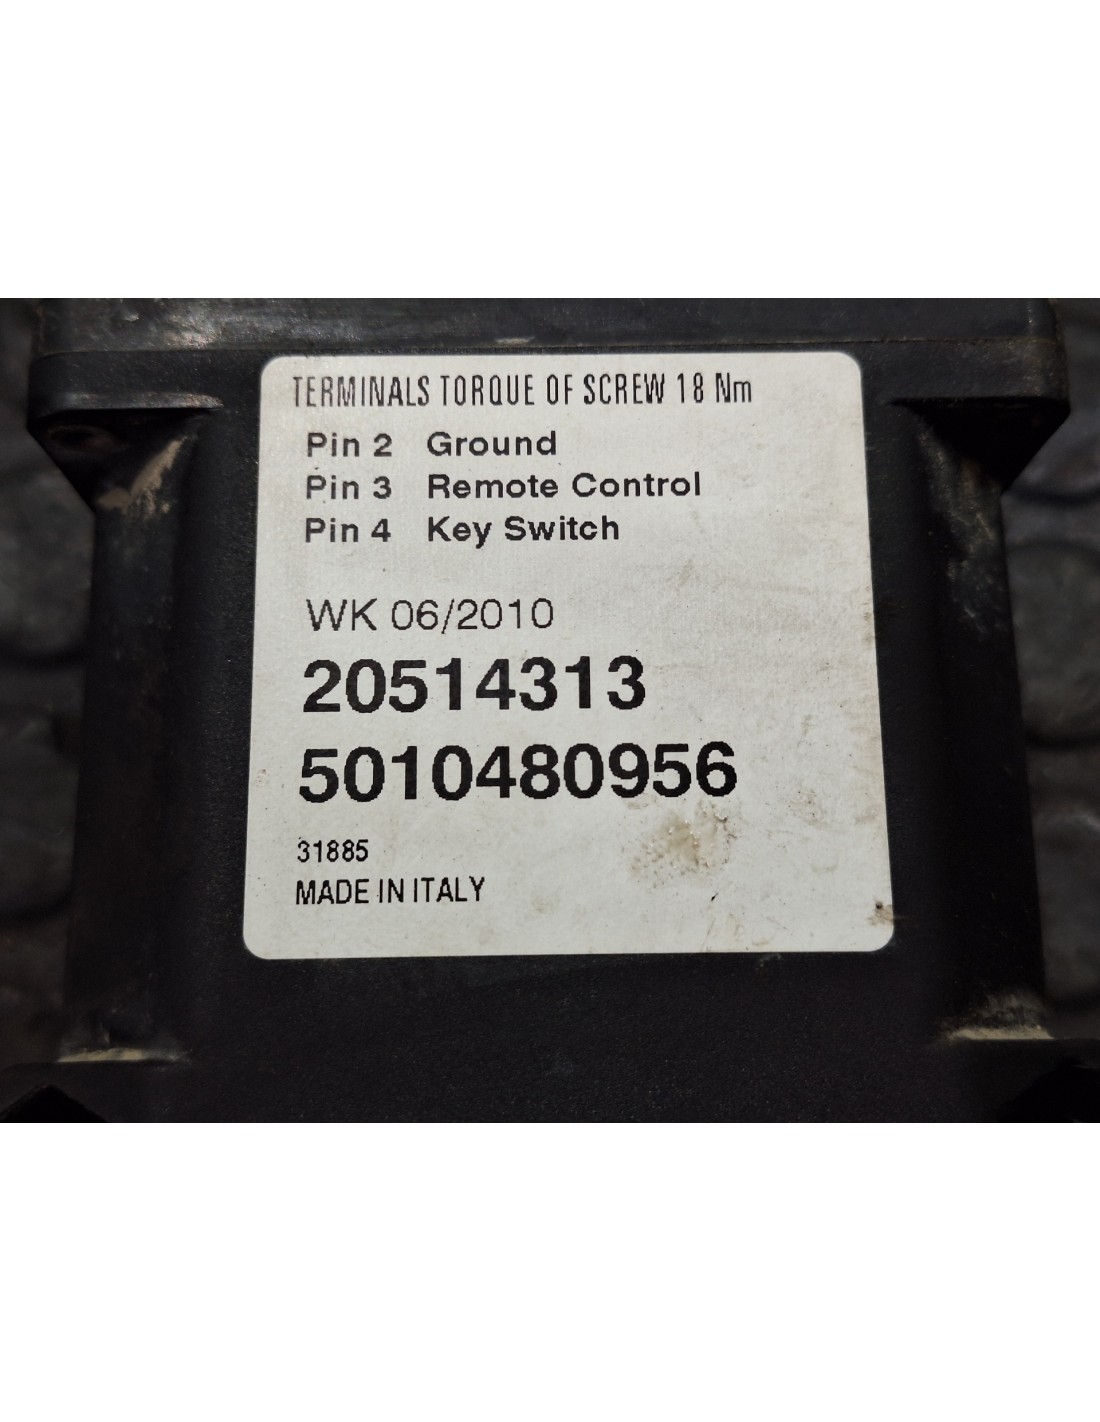 TERMINALS TORQUE OF SCREW 18 Nm
Pin 2 Ground
Pin 3 Remote Control
Pin 4 Key Switch
WK 06/2010
20514313
5010480956
31885
MADE IN ITALY